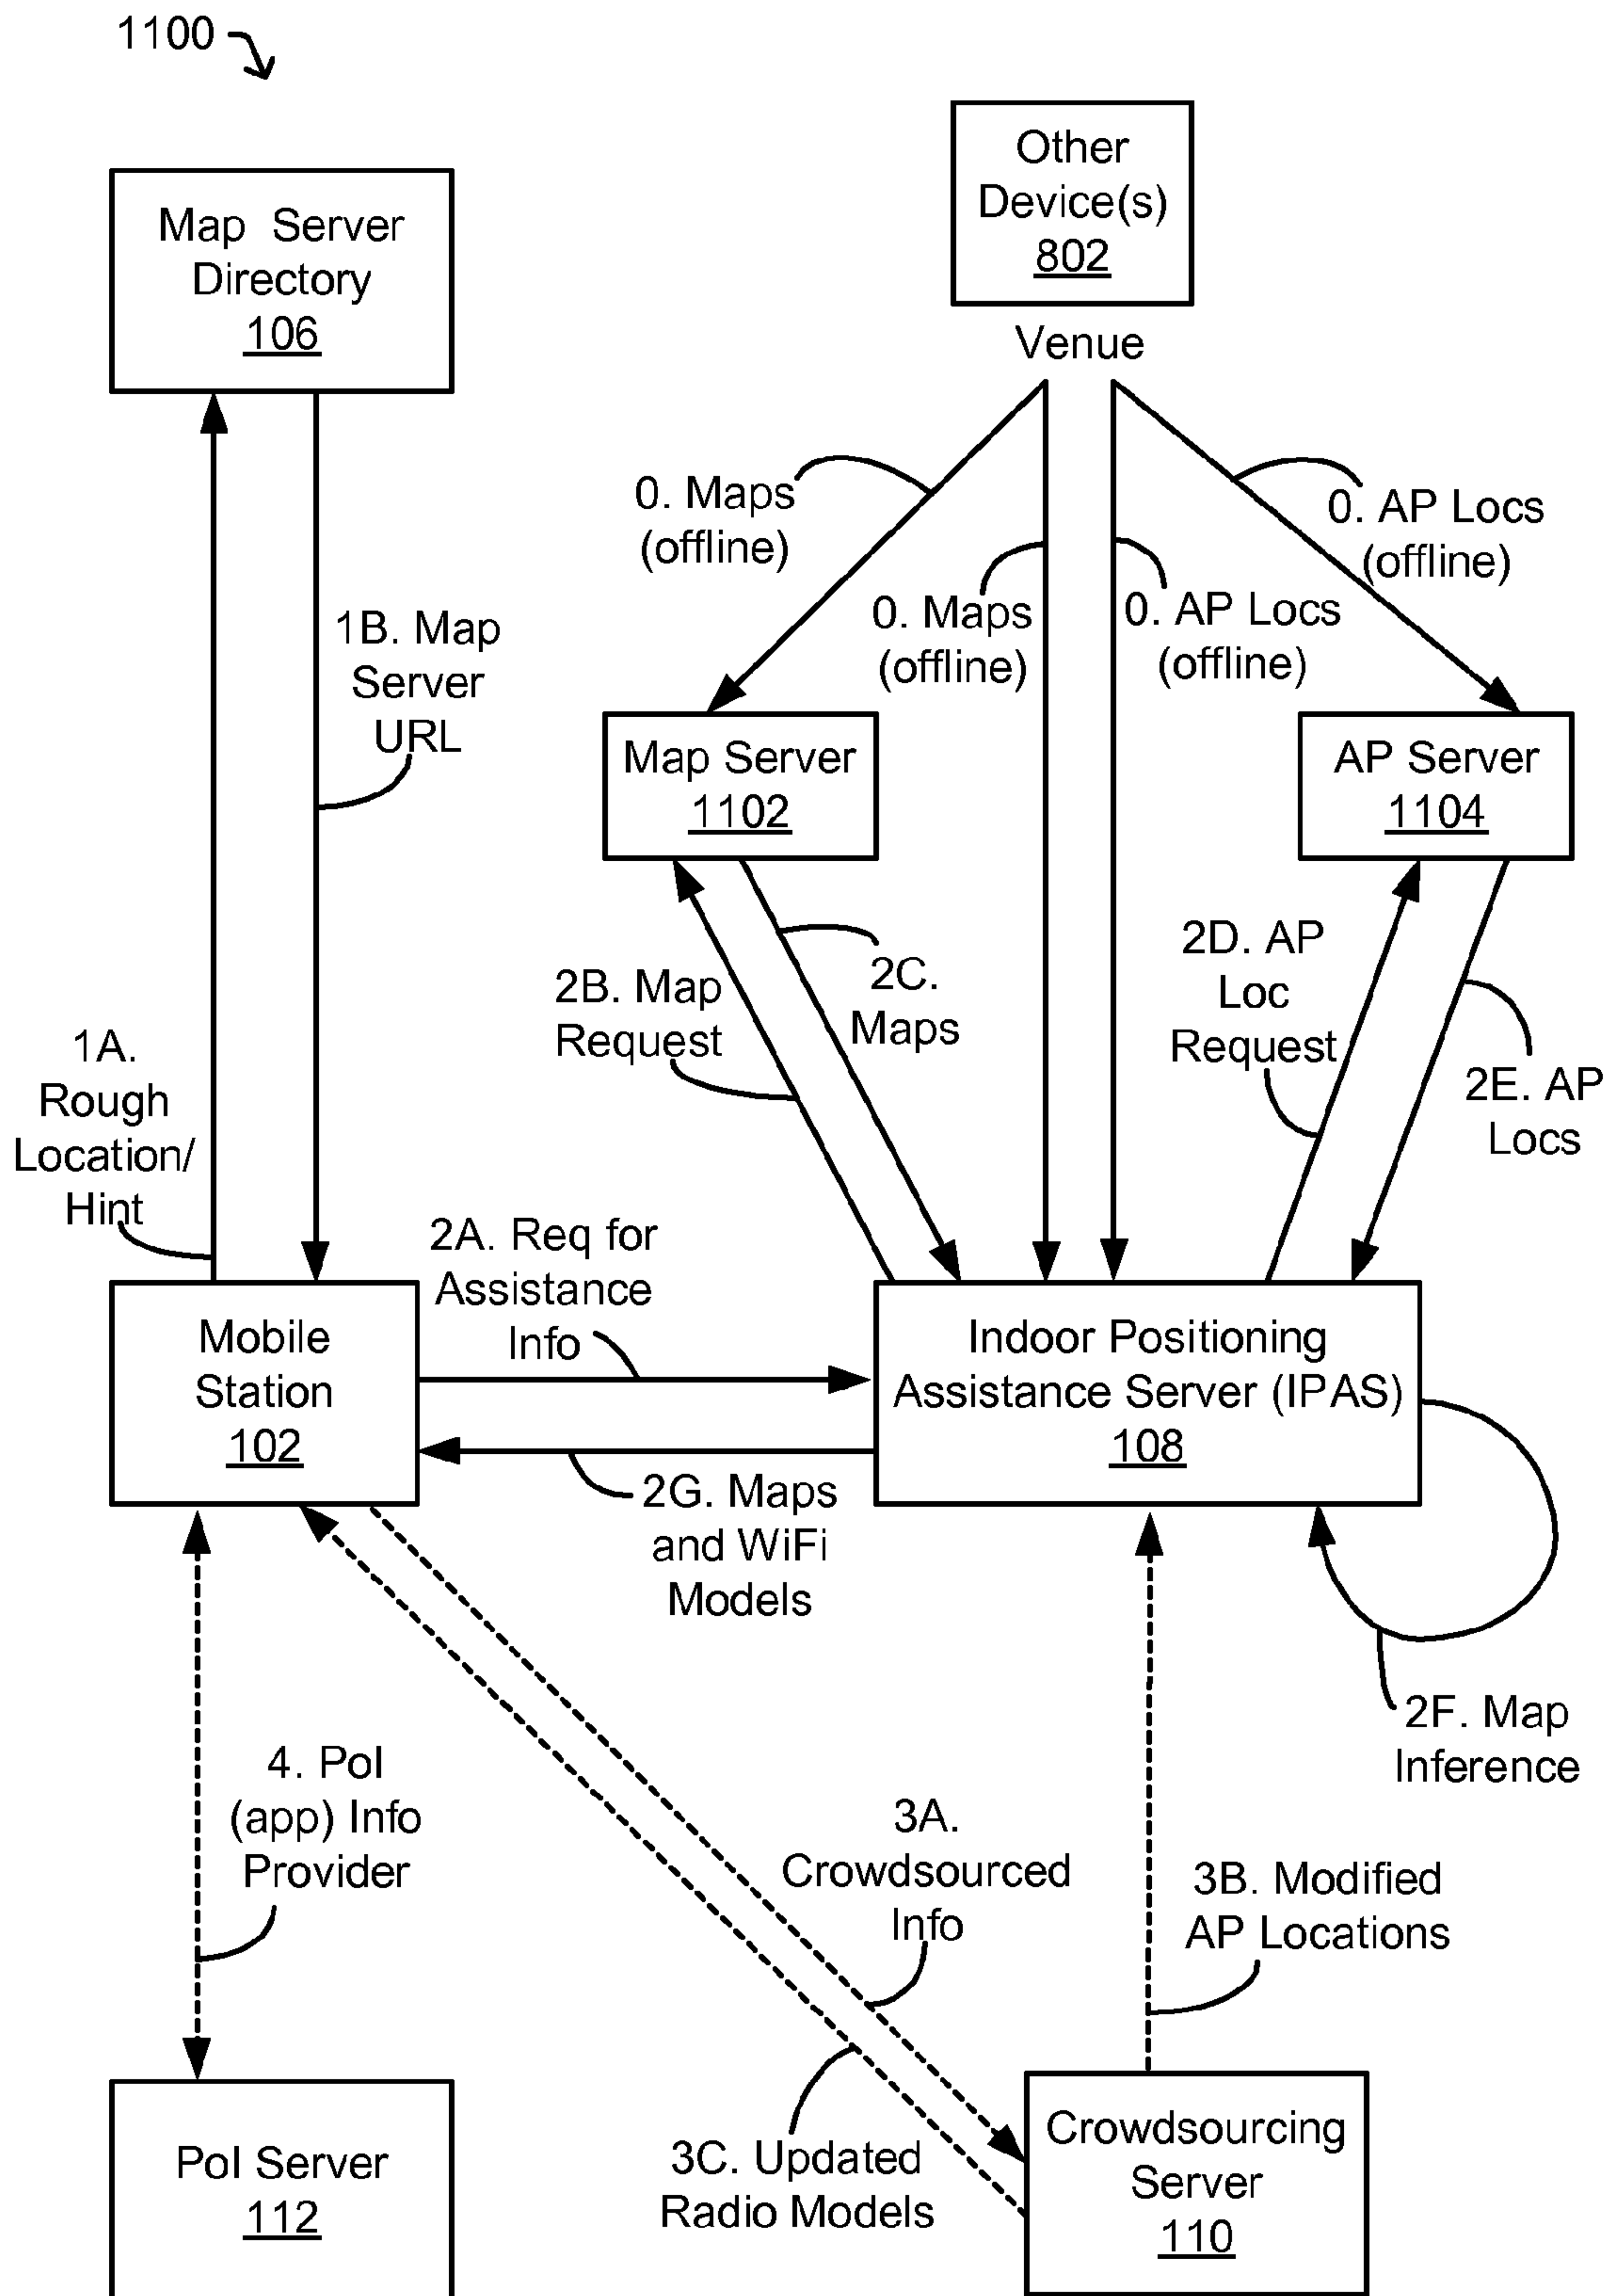 1100
Other
Device(s)
802
Map Server
Directory
106
Venue
0. Maps
(offline)
0. AP Locs
(offline)
0. Maps
(offline)
0. AP Locs
(offline)
1B. Map
Server
URL
Map Server
1102
AP Server
1104
2B. Map
Request
2C.
Maps
2D. AP
Loc
Request
2E. AP
Locs
1A.
Rough
Location/
Hint
2A. Req for
Assistance
Info
Mobile
Station
102
Indoor Positioning
Assistance Server (IPAS)
108
2G. Maps
and WiFi
Models
2F. Map
Inference
4. PoI
(app) Info
Provider
3A.
Crowdsourced
Info
3B. Modified
AP Locations
3C. Updated
Radio Models
PoI Server
112
Crowdsourcing
Server
110